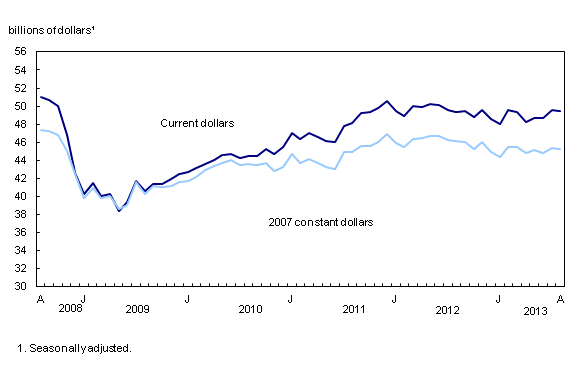 billions of dollars¹
56
54
52
50
48
46
44
42
40
38
36
34
32
30
Current dollars
2007 constant dollars
A J J J J J A
2008 2009 2010 2011 2012 2013
1. Seasonally adjusted.